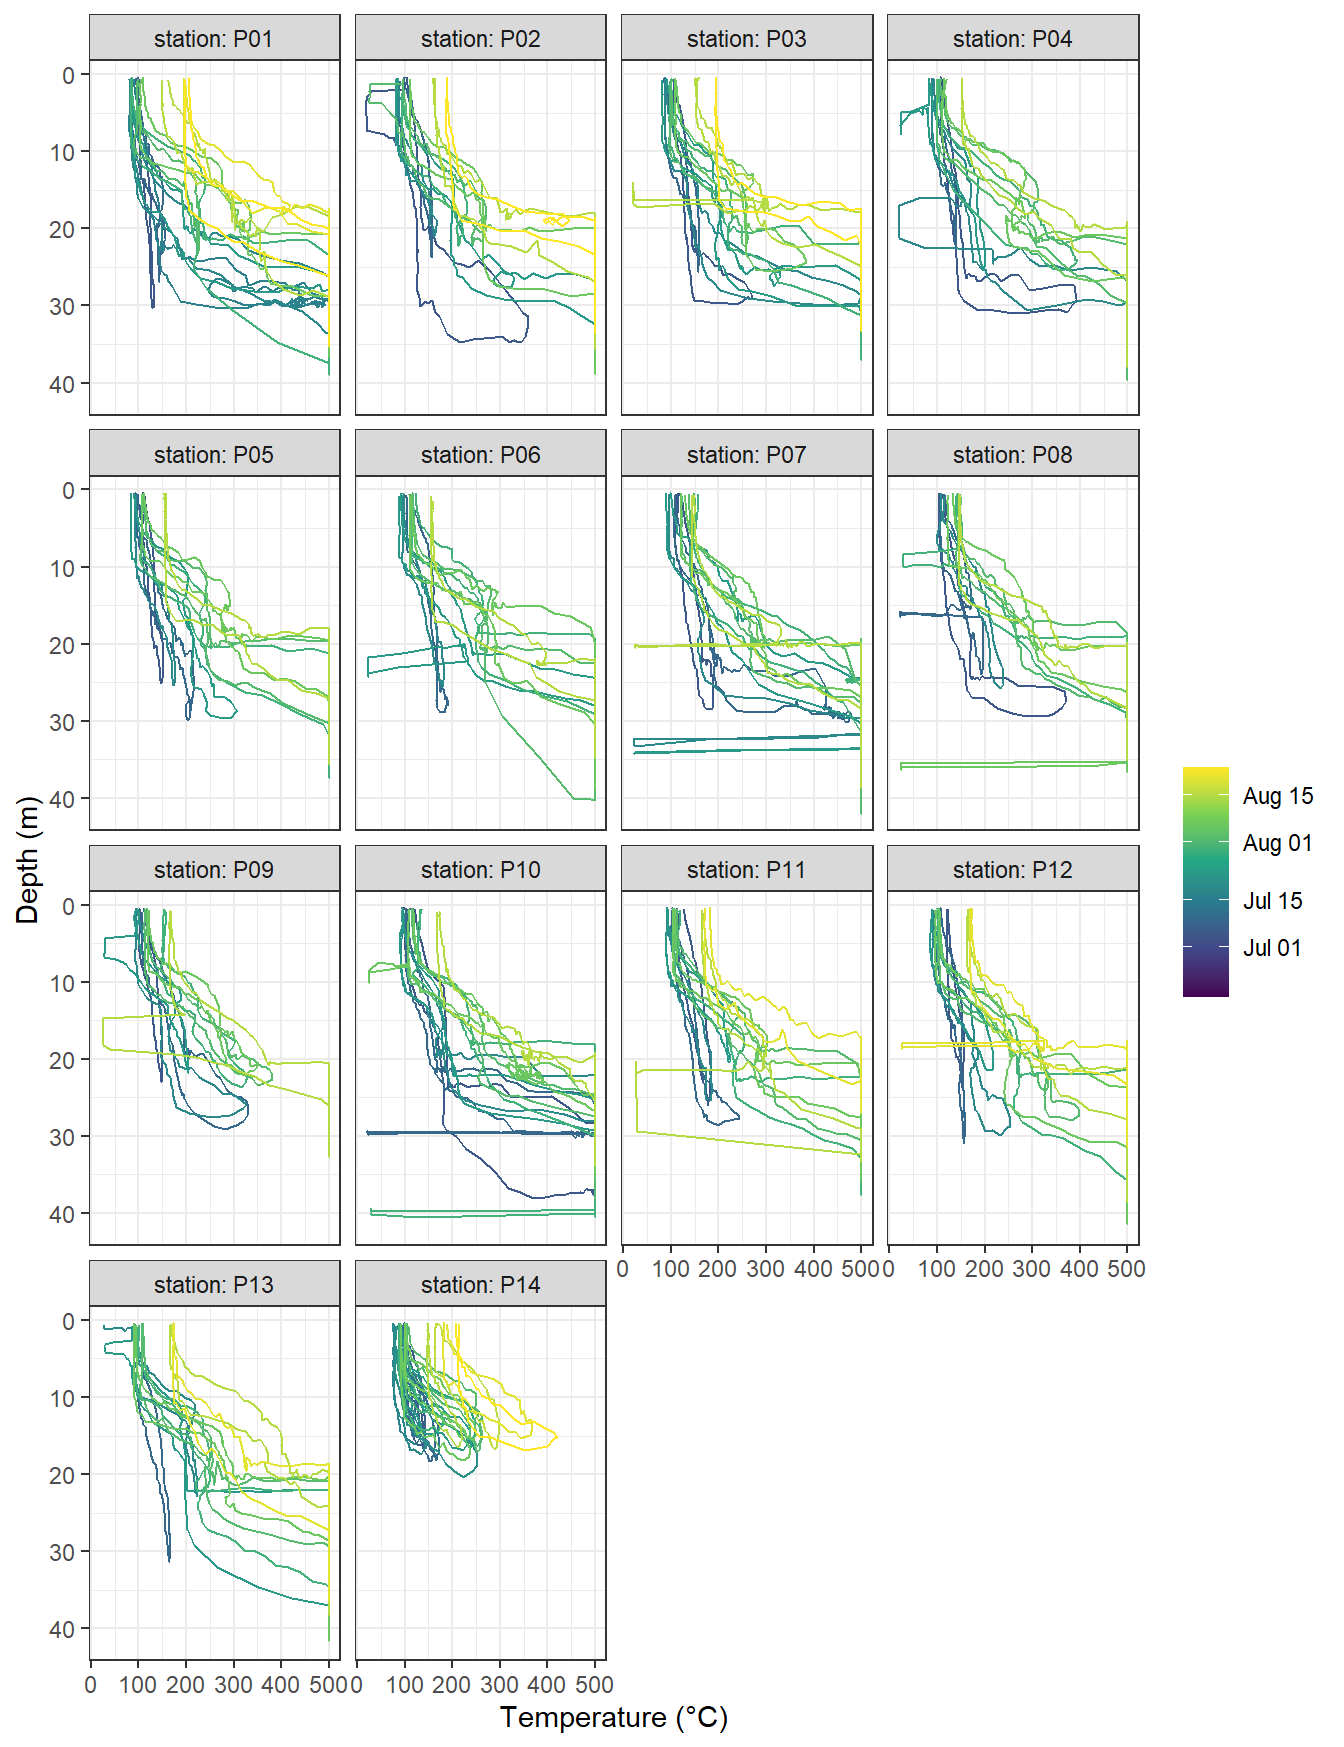 station: P01 station: P02 station: P03 station: P04
0
10
20
30
40
station: P05 station: P06 station: P07 station: P08
0
10
20
30
40
station: P09 station: P10 station: P11 station: P12
0
10
20
30
40
0 100 200 300 400 500 0 100 200 300 400 500
station: P13 station: P14
0
10
20
30
40
0 100 200 300 400 500 0 100 200 300 400 500
Temperature (°C)
Depth (m)
Aug 15
Aug 01
Jul 15
Jul 01